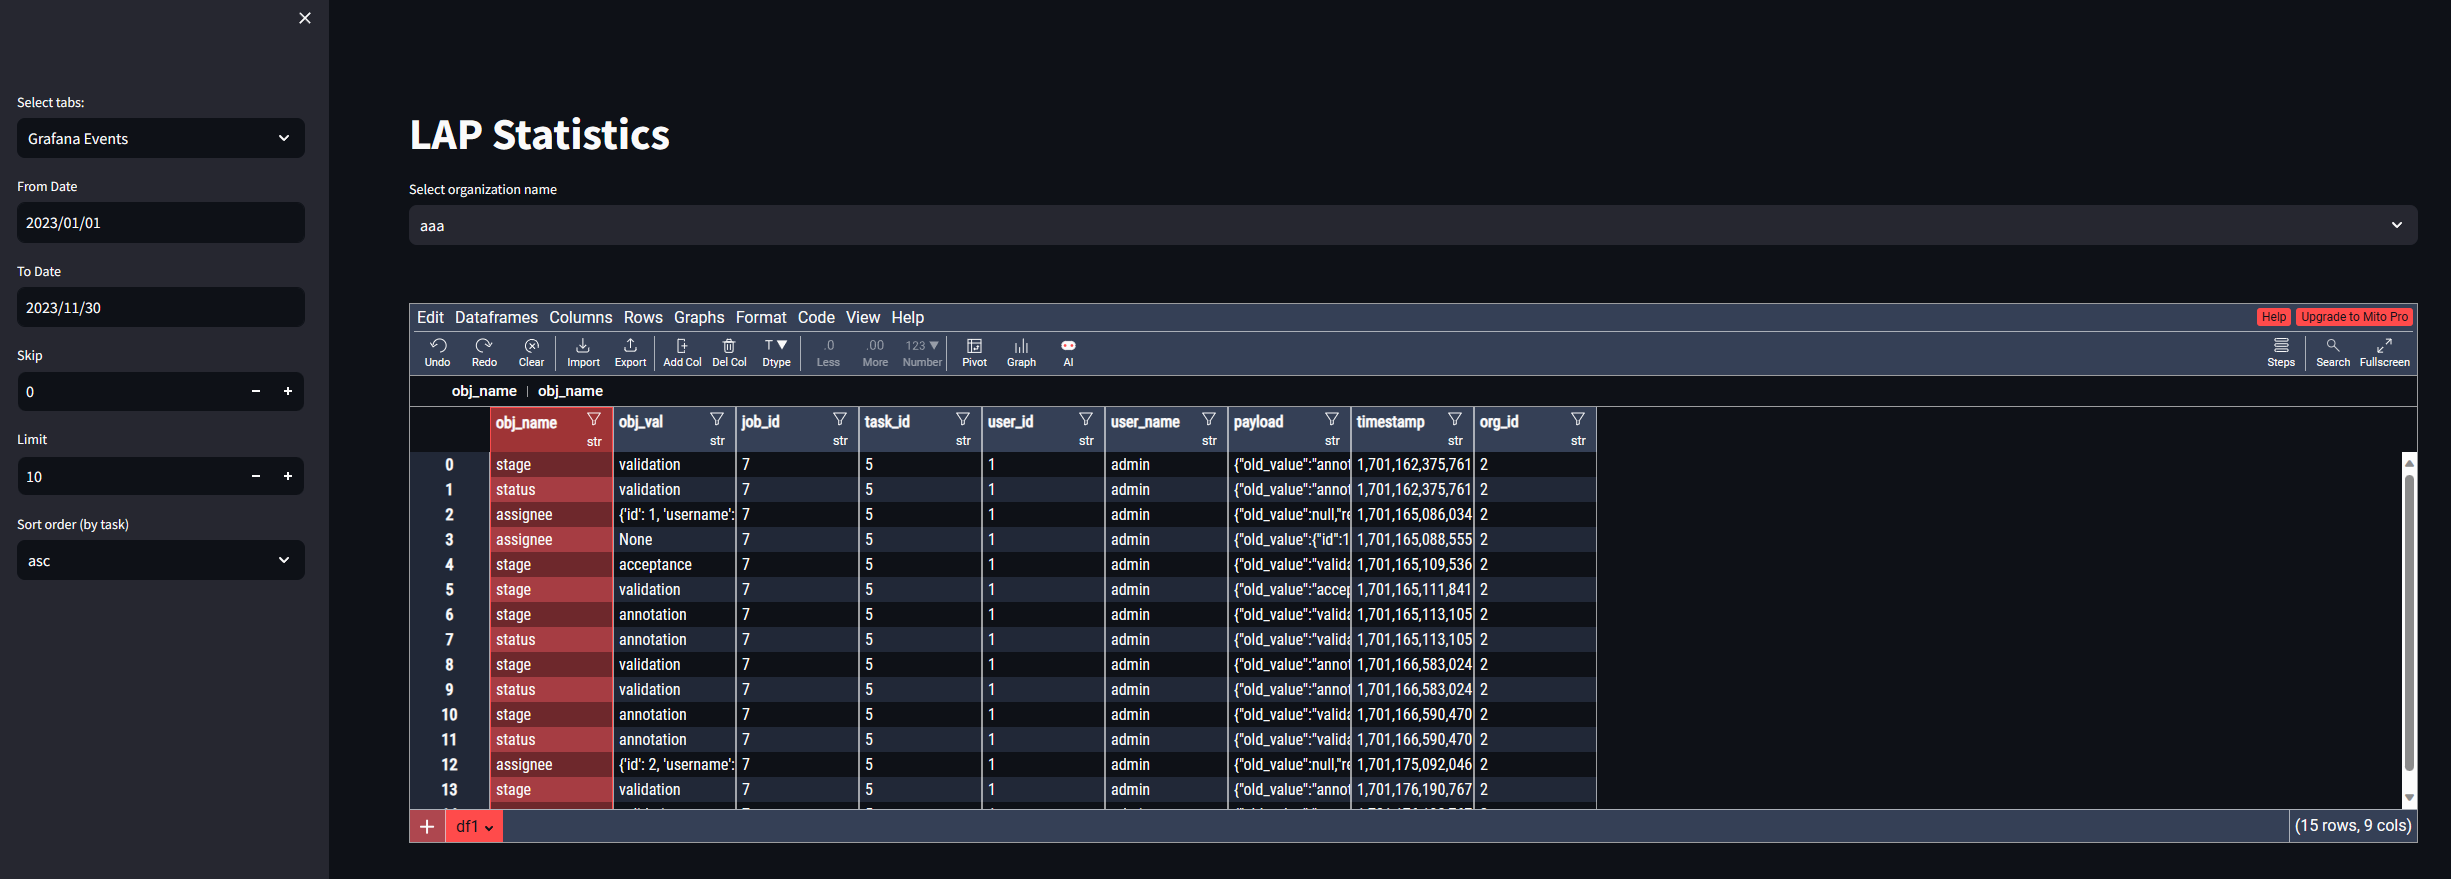 Select tabs:
Grafana Events
From Date
2023/01/01
To Date
2023/11/30
Skip
0
Limit
10
Sort order (by task)
asc
LAP Statistics
Select organization name
aaa
Edit Dataframes Columns Rows Graphs Format Code View Help Help Upgrade to Mito Pro
.0 .00 123
Undo Redo Clear Import Export Add Col Del Col Dtype Less More Number Pivot Graph AI Steps Search Fullscreen
obj_name | obj_name
obj_name obj_val job_id task_id user_id user_name payload timestamp org_id
str str str str str str str str str
0 stage validation 7 5 1 admin {"old_value":"annot 1,701,162,375,761 2
1 status validation 7 5 1 admin {"old_value":"annot 1,701,162,375,761 2
2 assignee {'id': 1, 'username': 7 5 1 admin {"old_value":null,"re 1,701,165,086,034 2
3 assignee None 7 5 1 admin {"old_value":{"id":1 1,701,165,088,555 2
4 stage acceptance 7 5 1 admin {"old_value":"valida 1,701,165,109,536 2
5 stage validation 7 5 1 admin {"old_value":"accep 1,701,165,111,841 2
6 stage annotation 7 5 1 admin {"old_value":"valida 1,701,165,113,105 2
7 status annotation 7 5 1 admin {"old_value":"valida 1,701,165,113,105 2
8 stage validation 7 5 1 admin {"old_value":"annot 1,701,166,583,024 2
9 status validation 7 5 1 admin {"old_value":"annot 1,701,166,583,024 2
10 stage annotation 7 5 1 admin {"old_value":"valida 1,701,166,590,470 2
11 status annotation 7 5 1 admin {"old_value":"valida 1,701,166,590,470 2
12 assignee {'id': 2, 'username': 7 5 1 admin {"old_value":null,"re 1,701,175,092,046 2
13 stage validation 7 5 1 admin {"old_value":"annot 1,701,176,190,767 2
+ df1 (15 rows, 9 cols)